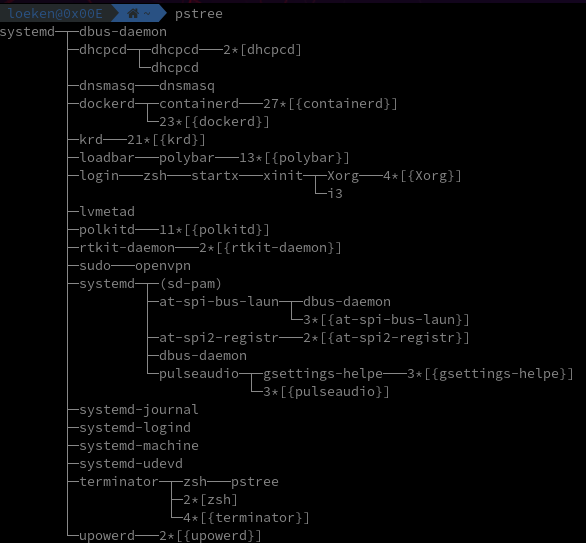 loeken@0x00E ~ pstree
systemd─┬─dbus-daemon
        ├─dhcpcd─┬─dhcpcd───2*[dhcpcd]
        │        └─dhcpcd
        ├─dnsmasq───dnsmasq
        ├─dockerd─┬─containerd───27*[{containerd}]
        │         └─23*[{dockerd}]
        ├─krd───21*[{krd}]
        ├─loadbar───polybar───13*[{polybar}]
        ├─login───zsh───startx───xinit─┬─Xorg───4*[{Xorg}]
        │                              └─i3
        ├─lvmetad
        ├─polkitd───11*[{polkitd}]
        ├─rtkit-daemon───2*[{rtkit-daemon}]
        ├─sudo───openvpn
        ├─systemd─┬─(sd-pam)
        │         ├─at-spi-bus-laun─┬─dbus-daemon
        │         │                 └─3*[{at-spi-bus-laun}]
        │         ├─at-spi2-registr───2*[{at-spi2-registr}]
        │         ├─dbus-daemon
        │         └─pulseaudio─┬─gsettings-helpe───3*[{gsettings-helpe}]
        │                      └─3*[{pulseaudio}]
        ├─systemd-journal
        ├─systemd-logind
        ├─systemd-machine
        ├─systemd-udevd
        ├─terminator─┬─zsh───pstree
        │            ├─2*[zsh]
        │            └─4*[{terminator}]
        └─upowerd───2*[{upowerd}]